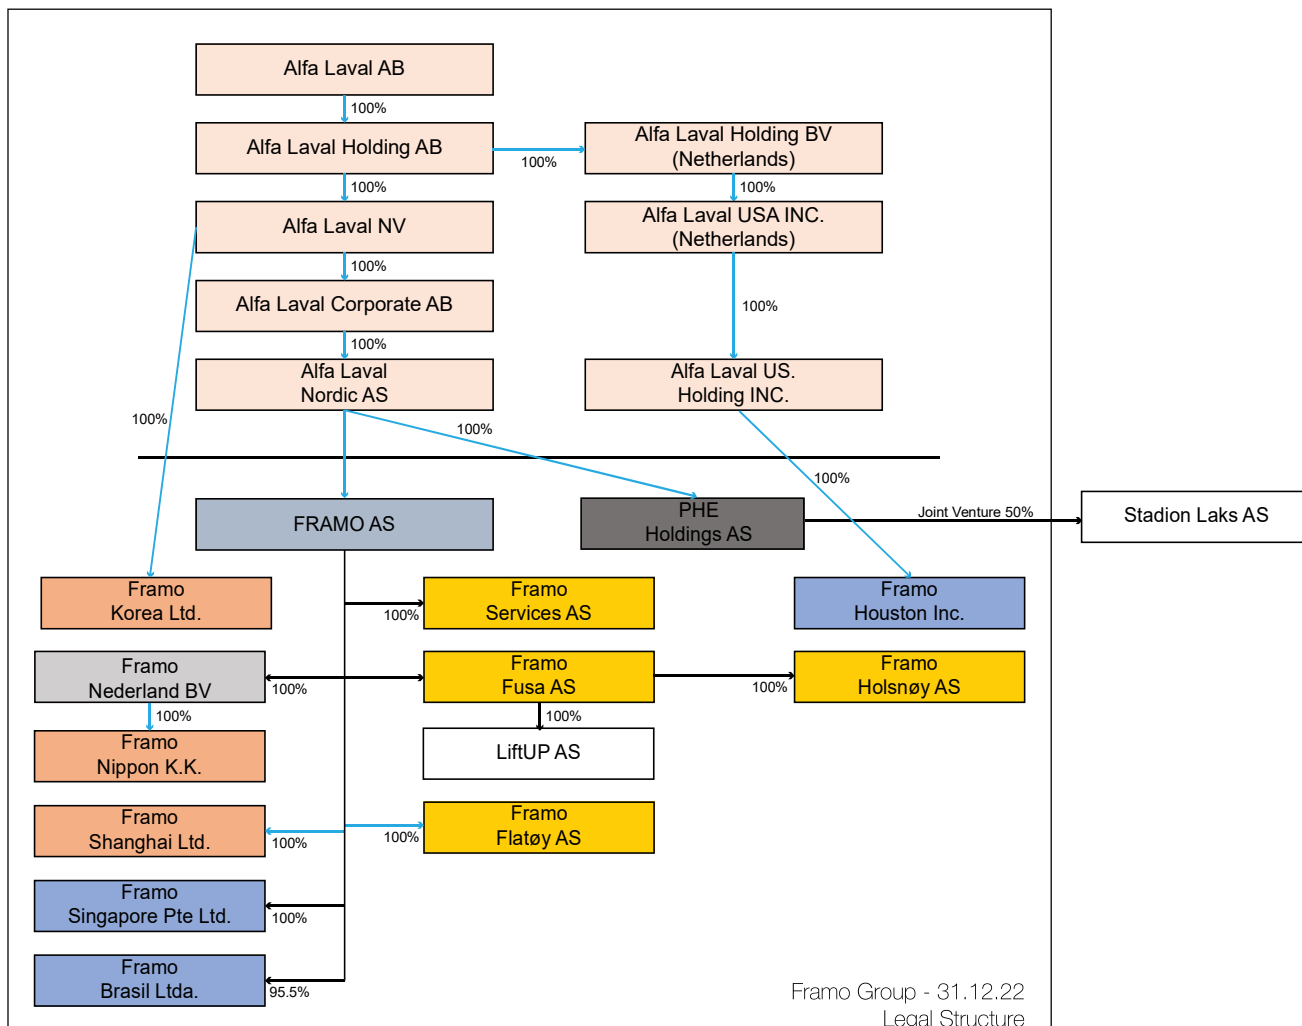 Alfa Laval AB
100%
Alfa Laval Holding AB
100%
Alfa Laval Holding BV
(Netherlands)
100%
100%
Alfa Laval NV
Alfa Laval USA INC.
(Netherlands)
100%
Alfa Laval Corporate AB
100%
100%
Alfa Laval
Nordic AS
Alfa Laval US.
Holding INC.
100%
100%
100%
FRAMO AS
PHE
Holdings AS
Joint Venture 50%
Stadion Laks AS
Framo
Korea Ltd.
100%
Framo
Services AS
Framo
Houston Inc.
Framo
Nederland BV
100%
Framo
Fusa AS
100%
Framo
Holsnøy AS
100%
100%
Framo
Nippon K.K.
LiftUP AS
Framo
Shanghai Ltd.
100%
100%
Framo
Flatøy AS
Framo
Singapore Pte Ltd.
100%
Framo
Brasil Ltda.
95.5%
Framo Group - 31.12.22
Legal Structure